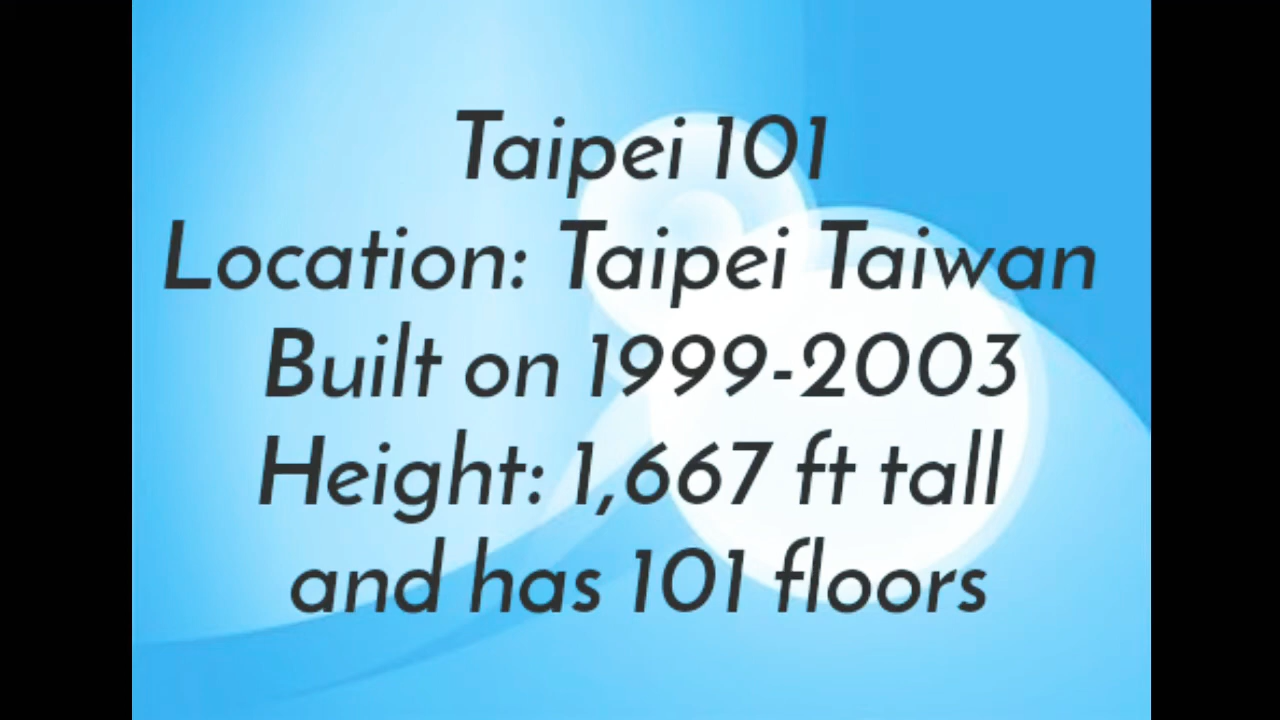 Taipei 101
Location: Taipei Taiwan
Built on 1999-2003
Height: 1,667 ft tall
and has 101 floors